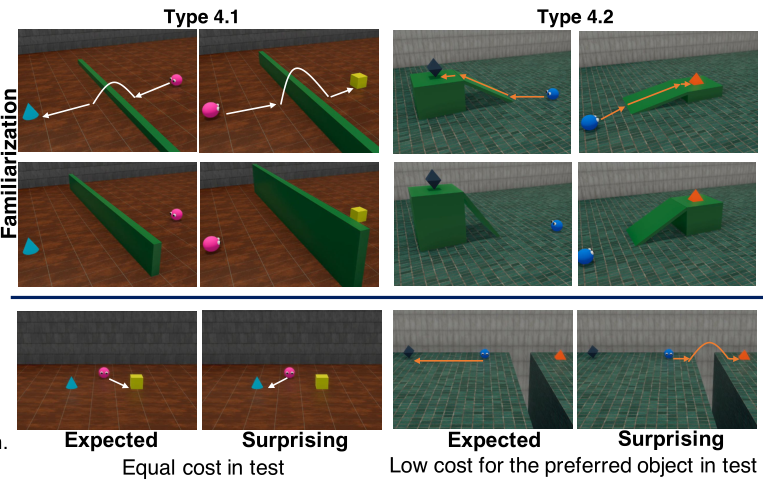 Type 4.1
Type 4.2
Familiarization
n.
Expected
Surprising
Expected
Surprising
Equal cost in test
Low cost for the preferred object in test